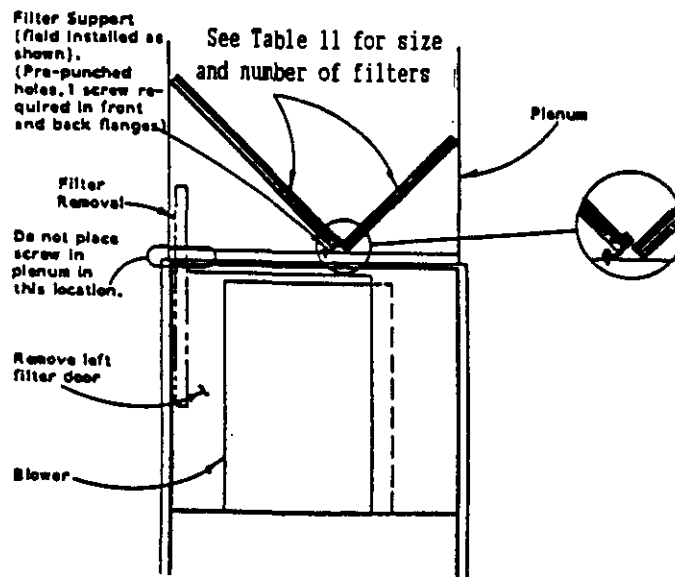 Filter Support
(field installed as
shown).
(Pre-punched
holes.1 screw re-
quired in front
and back flanges)
See Table 11 for size
and number of filters
Plenum
Filter
Removal
Do not place
screw in
plenum in
this location.
Remove left
filter door
Blower